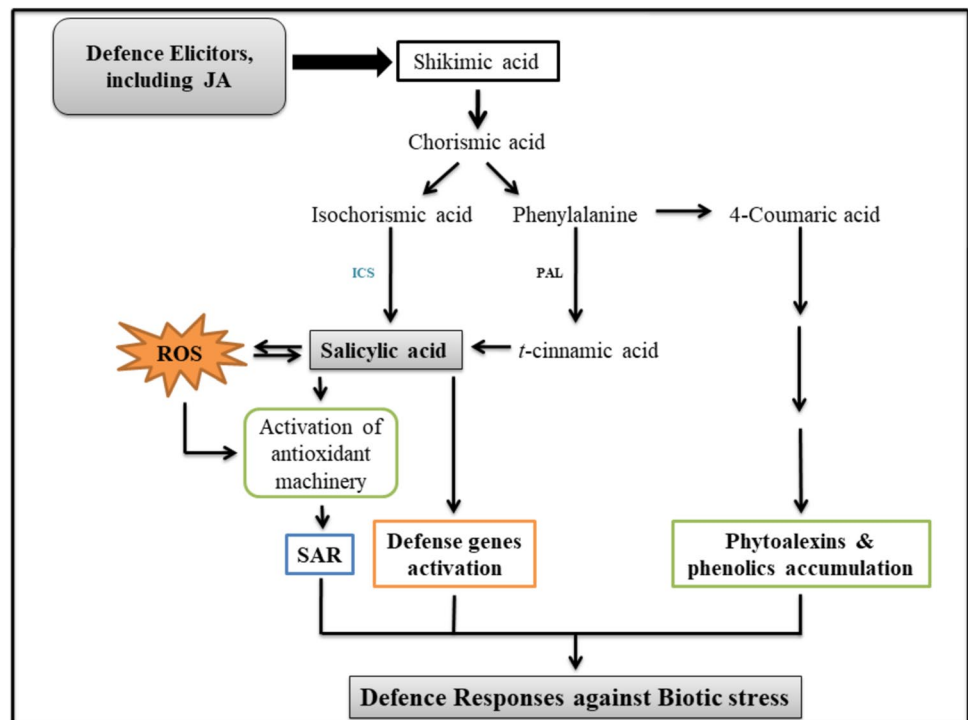 Defence Elicitors,
including JA
Shikimic acid
Chorismic acid
Isochorismic acid
Phenylalanine
4-Coumaric acid
ICS
PAL
ROS
Salicylic acid
t-cinnamic acid
Activation of
antioxidant
machinery
SAR
Defense genes
activation
Phytoalexins &
phenolics accumulation
Defence Responses against Biotic stress